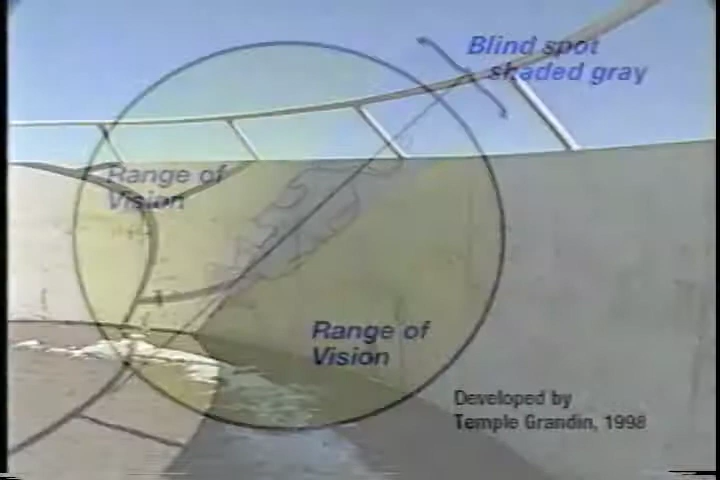 Blind spot
shaded gray
Range of
Vision
Range of
Vision
Developed by
Temple Grandin, 1998